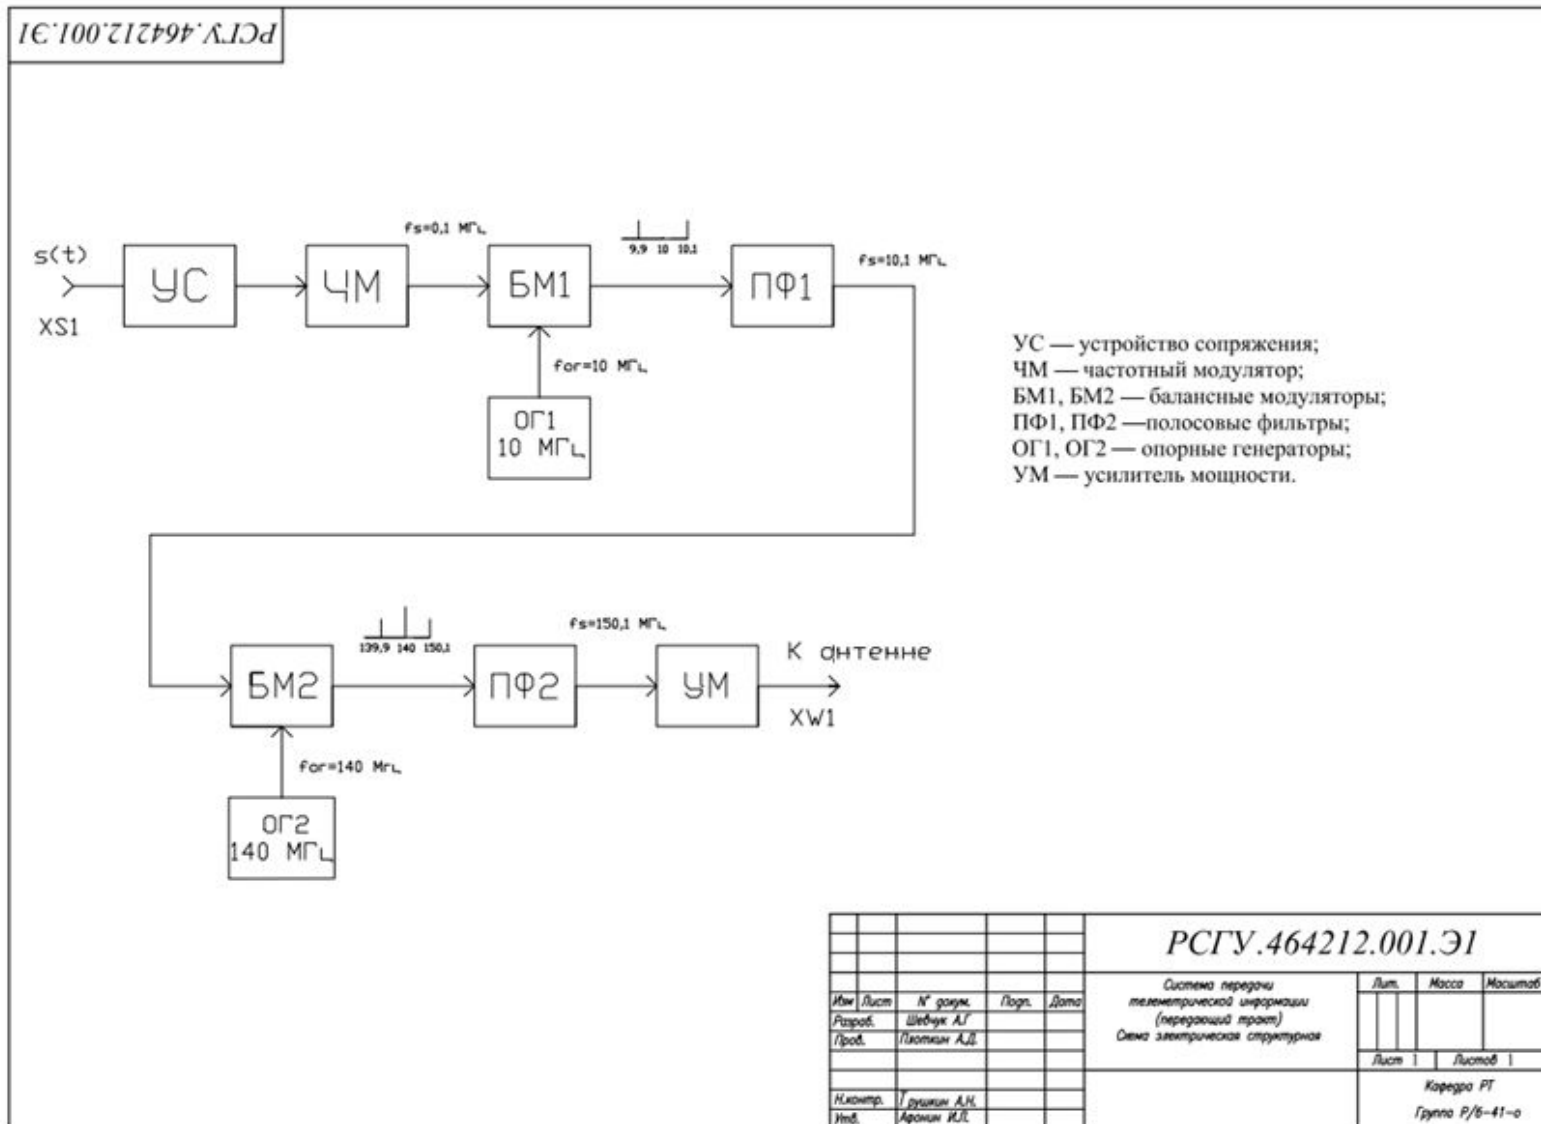 РСГУ.464212.001.Э1
s(t)
XS1
УС
ЧМ
fs=0,1 МГц
БМ1
9,9 10 10,1
ПФ1
fs=10,1 МГц
for=10 МГц
ОГ1
10 МГц
УС — устройство сопряжения;
ЧМ — частотный модулятор;
БМ1, БМ2 — балансные модуляторы;
ПФ1, ПФ2 —полосовые фильтры;
ОГ1, ОГ2 — опорные генераторы;
УМ — усилитель мощности.
БМ2
139,9 140 150,1
ПФ2
fs=150,1 МГц
УМ
К антенне
XW1
for=140 Мгц
ОГ2
140 МГц
РСГУ.464212.001.Э1
Система передачи
телеметрической информации
(передающий тракт)
Схема электрическая структурная
Лит. Масса Масштаб
Изм Лист N° докум. Подп. Дата
Разраб. Шевчук А.Г
Пров. Плоткин А.Д.
Лист 1 Листов 1
Н.контр. Трушкин А.Н.
Утв. Афонин И.Л.
Кафедра РТ
Группа Р/б-41-о